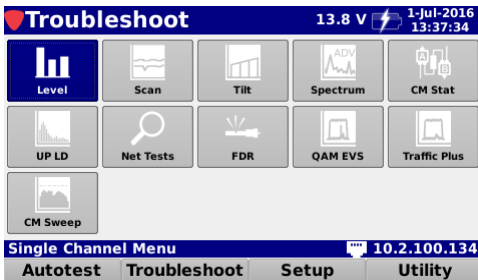 Troubleshoot 13.8 V 1-Jul-2016
13:37:34
ADV
A
B
Level Scan Tilt Spectrum CM Stat
UP LD Net Tests FDR QAM EVS Traffic Plus
CM Sweep
Single Channel Menu 10.2.100.134
Autotest Troubleshoot Setup Utility